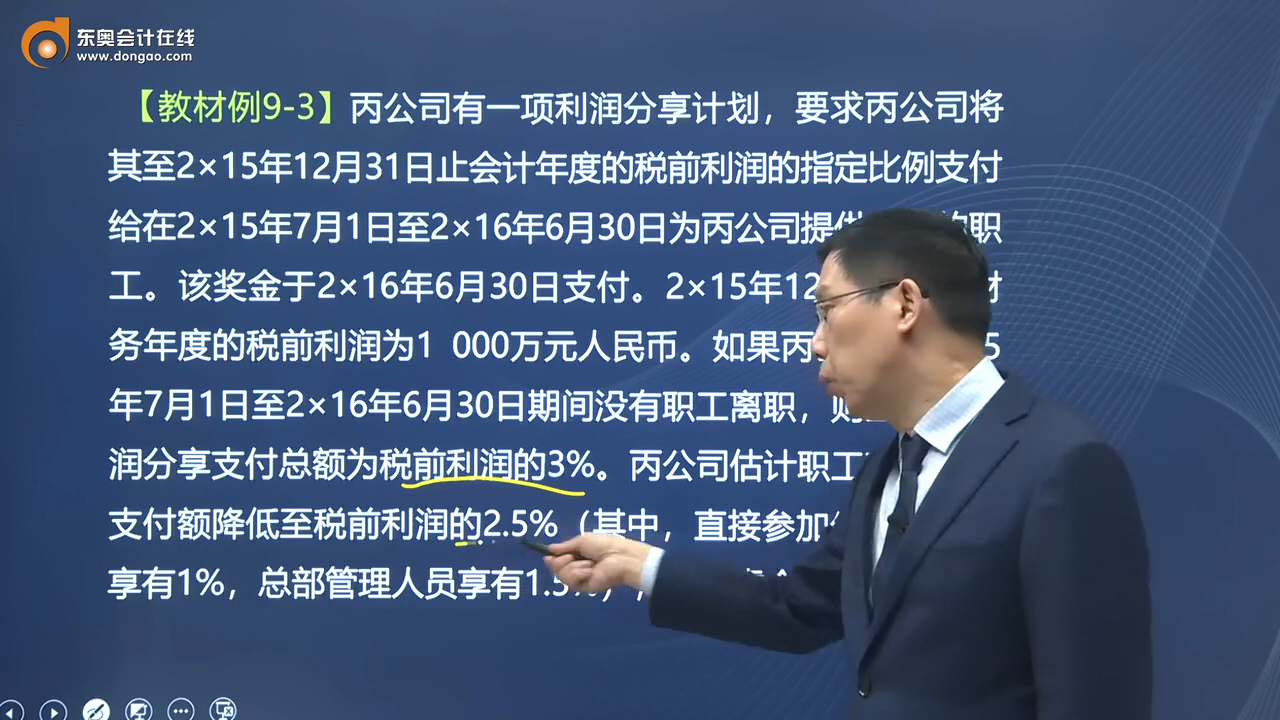 东奥会计在线
www.dongao.com
【教材例9-3】丙公司有一项利润分享计划，要求丙公司将
其至2×15年12月31日止会计年度的税前利润的指定比例支付
给在2×15年7月1日至2×16年6月30日为丙公司提供 职
工。该奖金于2×16年6月30日支付。2×15年12
务年度的税前利润为1 000万元人民币。如果丙 5
年7月1日至2×16年6月30日期间没有职工离职，则
润分享支付总额为税前利润的3%。丙公司估计职工
支付额降低至税前利润的2.5%（其中，直接参加
享有1%，总部管理人员享有1.5%），